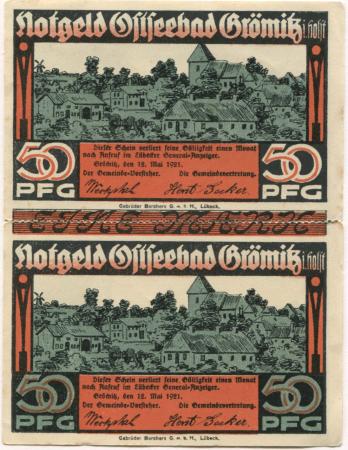 Notgeld Ostseebad Grömitz i. Holst
Dieser Schein verliert seine Gültigkeit einen Monat
nach Aufruf im Lübecker General-Anzeiger.
Grömitz, den 12. Mai 1921.
Der Gemeinde-Vorsteher. Die Gemeindevertretung.
50 PFG
50 PFG
Gebrüder Borchers G. m. b. H., Lübeck.
EINE MARK
Notgeld Ostseebad Grömitz i. Holst
Dieser Schein verliert seine Gültigkeit einen Monat
nach Aufruf im Lübecker General-Anzeiger.
Grömitz, den 12. Mai 1921.
Der Gemeinde-Vorsteher. Die Gemeindevertretung.
50 PFG
50 PFG
Gebrüder Borchers G. m. b. H., Lübeck.